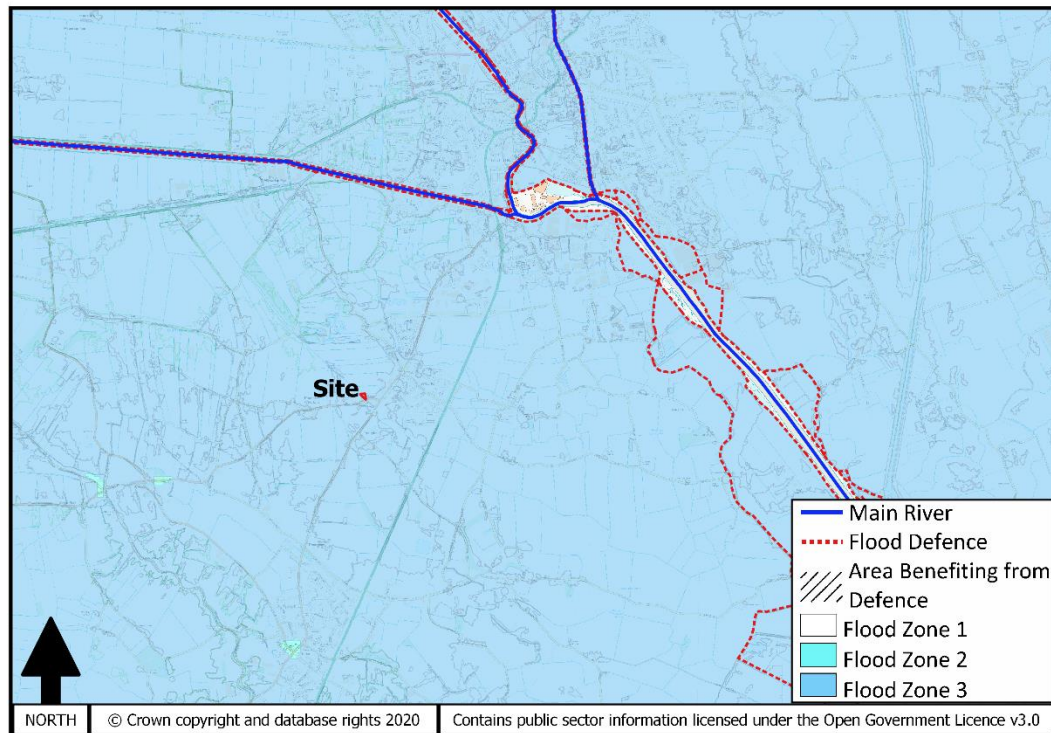 Site
Main River
Flood Defence
Area Benefiting from
Defence
Flood Zone 1
Flood Zone 2
Flood Zone 3
NORTH
© Crown copyright and database rights 2020
Contains public sector information licensed under the Open Government Licence v3.0